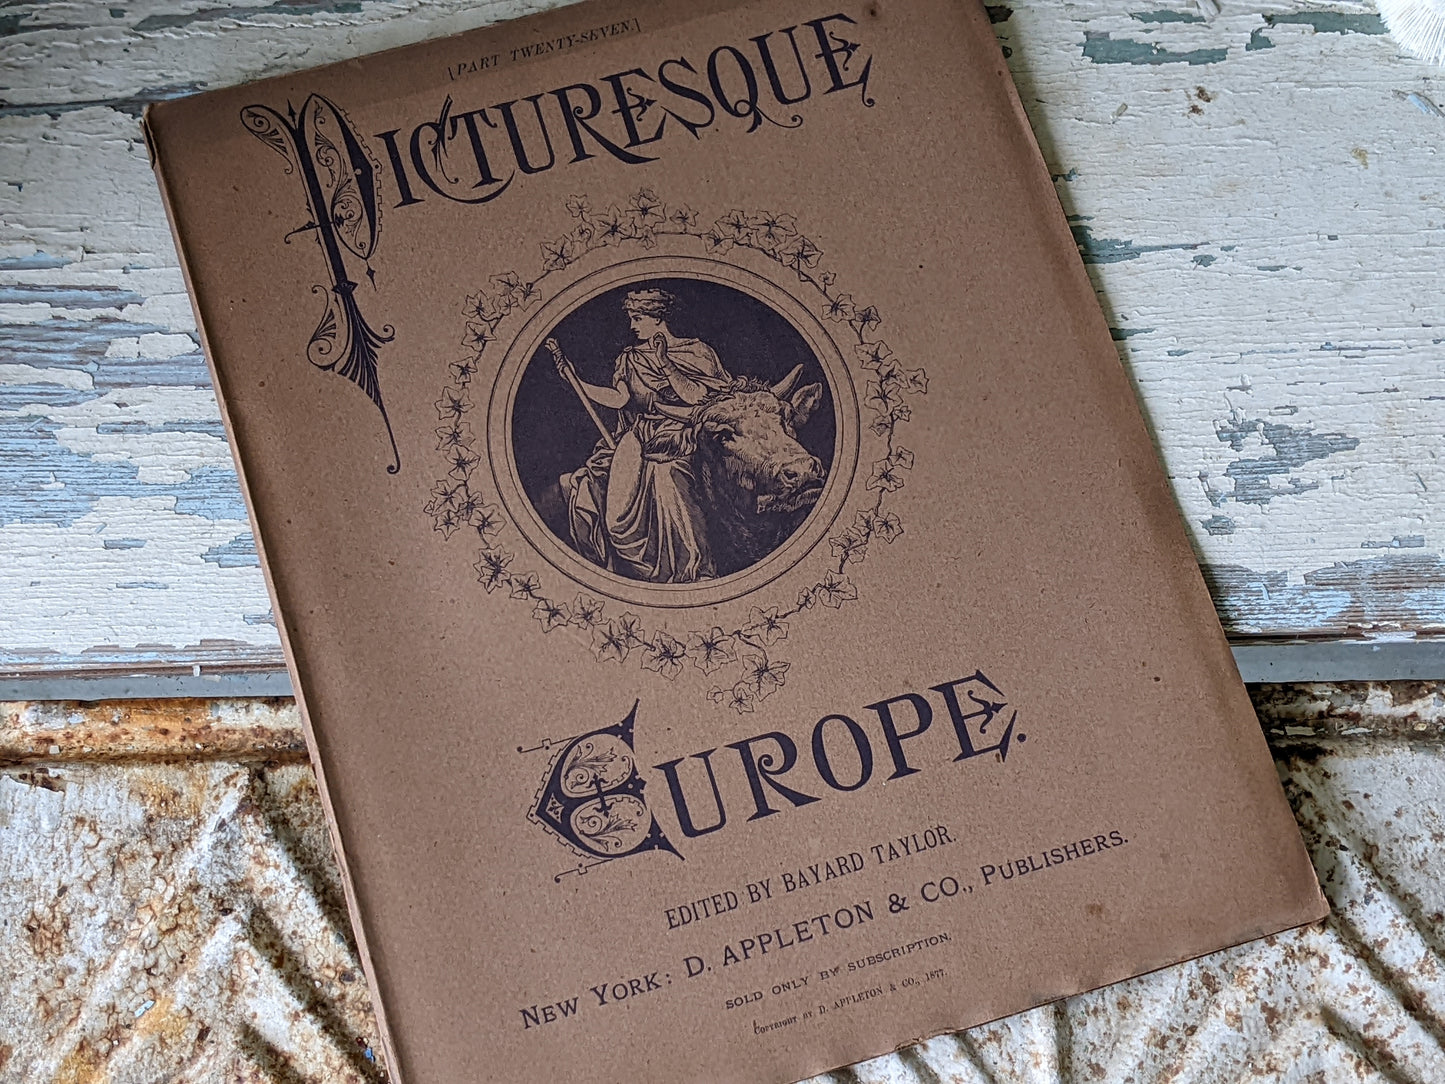 [PART TWENTY-SEVEN.]
PICTURESQUE
EUROPE.
EDITED BY BAYARD TAYLOR.
NEW YORK: D. APPLETON & CO., PUBLISHERS.
SOLD ONLY BY SUBSCRIPTION.
COPYRIGHT BY D. APPLETON & CO., 1877.